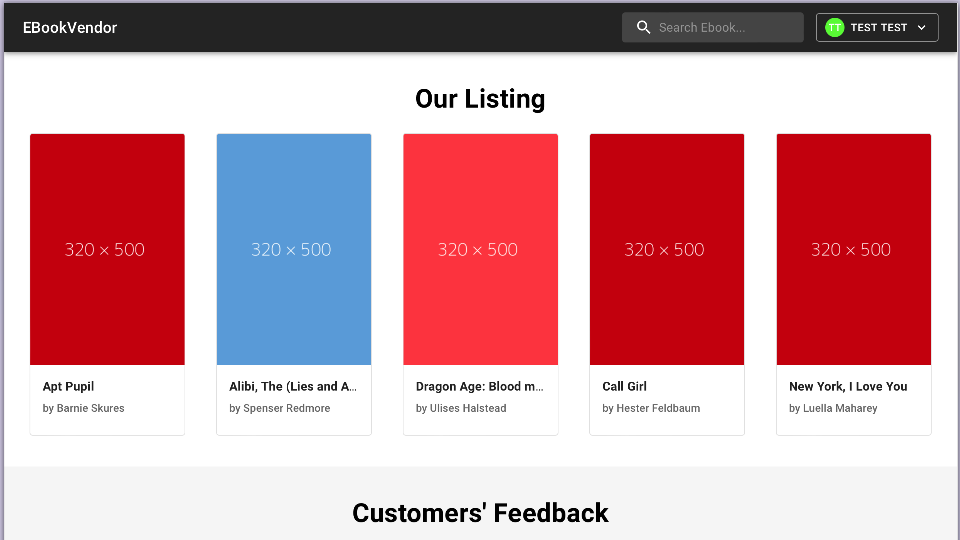 EBookVendor
Search Ebook...
TT
TEST TEST
Our Listing
320 × 500
320 × 500
320 × 500
320 × 500
320 × 500
Apt Pupil
by Barnie Skures
Alibi, The (Lies and A...
by Spenser Redmore
Dragon Age: Blood m...
by Ulises Halstead
Call Girl
by Hester Feldbaum
New York, I Love You
by Luella Maharey
Customers' Feedback